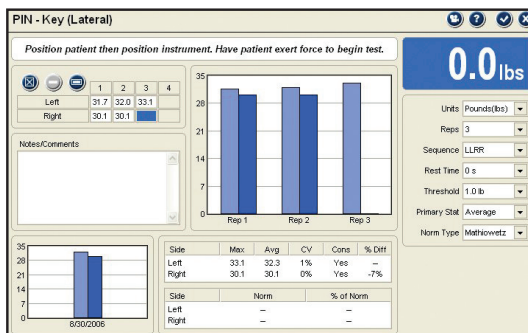 PIN - Key (Lateral)
Position patient then position instrument. Have patient exert force to begin test.
0.0 lbs
1 2 3 4
Left 31.7 32.0 33.1
Right 30.1 30.1
Notes/Comments
35
28
21
14
7
0
Rep 1 Rep 2 Rep 3
Units Pounds(lbs)
Reps 3
Sequence LLRR
Rest Time 0 s
Threshold 1.0 lb
Primary Stat Average
Norm Type Mathiowetz
35
28
21
14
7
0
8/30/2006
Side Max Avg CV Cons % Diff
Left 33.1 32.3 1% Yes –
Right 30.1 30.1 0% Yes -7%
Side Norm % of Norm
Left – –
Right – –